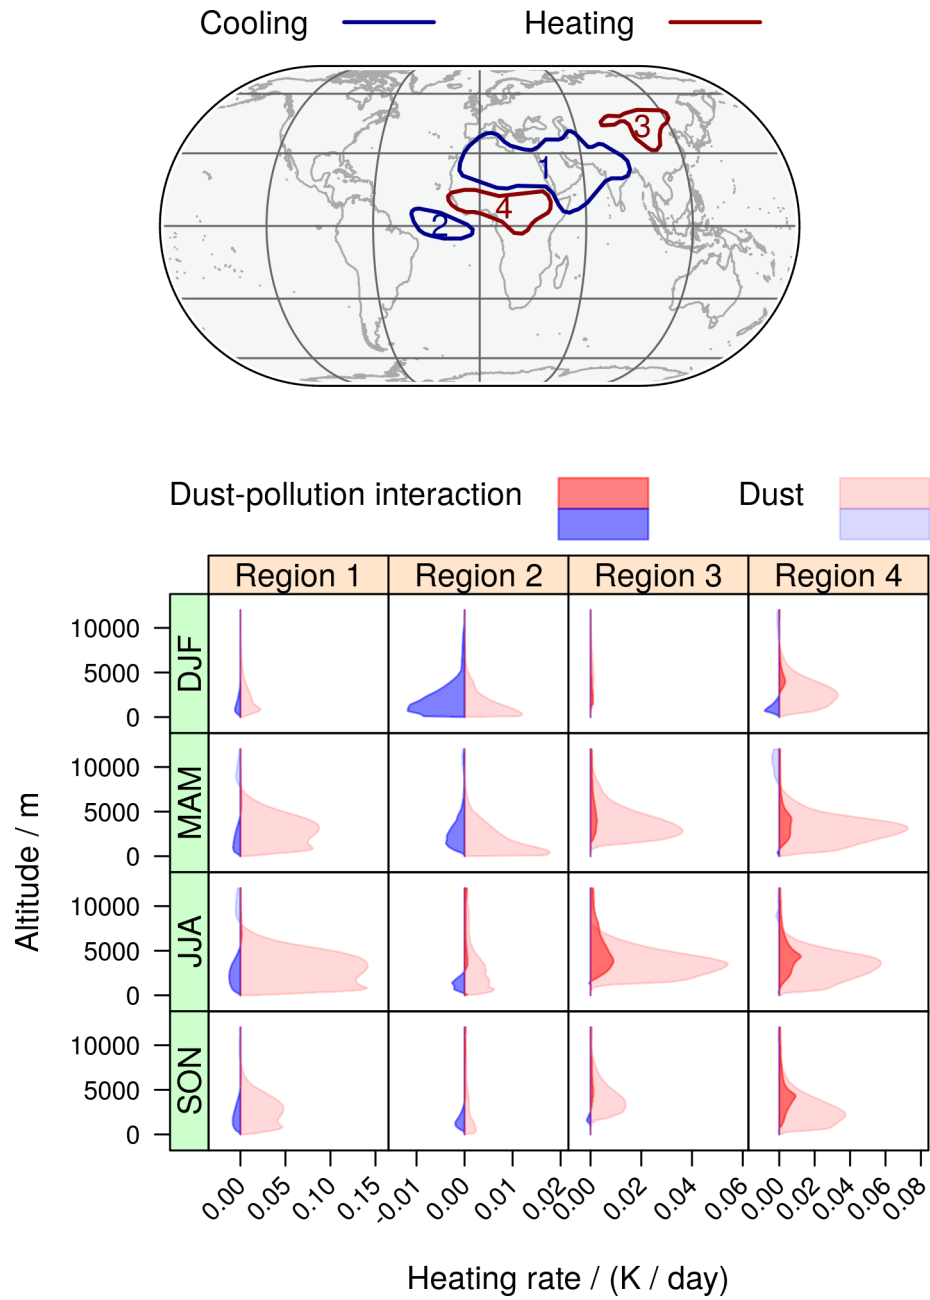 Cooling Heating
3
1
4
2
Dust-pollution interaction Dust
Region 1 Region 2 Region 3 Region 4
DJF
10000
5000
0
MAM
10000
5000
0
JJA
10000
5000
0
SON
10000
5000
0
Altitude / m
0.00 0.05 0.10 0.15 -0.01 0.00 0.01 0.02 0.00 0.02 0.04 0.06 0.00 0.02 0.04 0.06 0.08
Heating rate / (K / day)